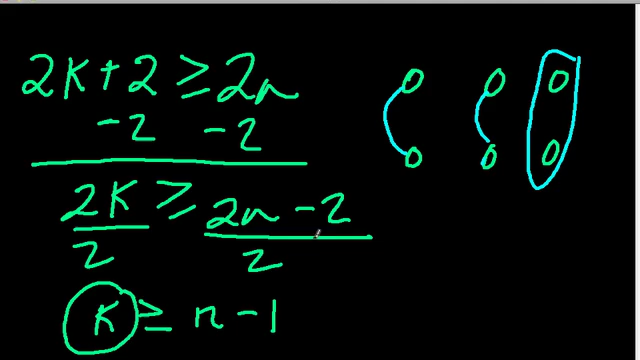 2K+2 ≥ 2n
-2 -2
2K ≥ 2n - 2
2 2
K ≥ n - 1